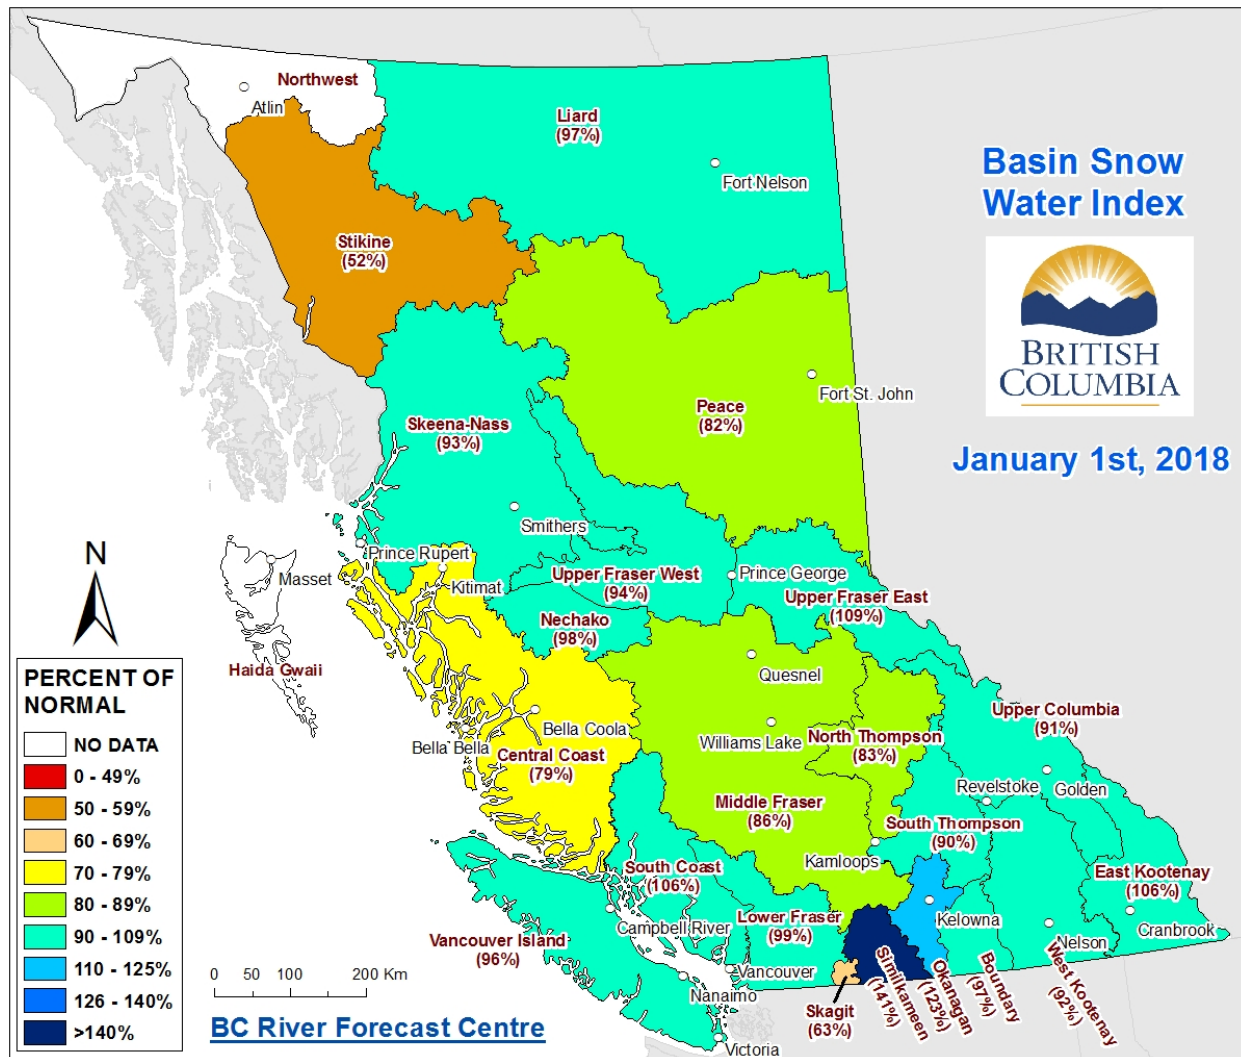 Northwest
Atlin
Liard
(97%)
Fort Nelson
Basin Snow
Water Index
BRITISH
COLUMBIA
January 1st, 2018
Stikine
(52%)
Peace
(82%)
Fort St. John
Skeena-Nass
(93%)
Smithers
Prince Rupert
Masset
Kitimat
Upper Fraser West
(94%)
Prince George
Upper Fraser East
(109%)
Nechako
(98%)
Haida Gwaii
Quesnel
Bella Coola
Bella Bella
Central Coast
(79%)
Williams Lake
North Thompson
(83%)
Upper Columbia
(91%)
Revelstoke
Golden
Middle Fraser
(86%)
South Thompson
(90%)
Kamloops
South Coast
(106%)
East Kootenay
(106%)
Cranbrook
Kelowna
Nelson
Campbell River
Lower Fraser
(99%)
Vancouver Island
(96%)
Vancouver
Nanaimo
Victoria
Skagit
(63%)
Similkameen
(141%)
Okanagan
(123%)
Boundary
(97%)
West Kootenay
(92%)
N
PERCENT OF
NORMAL
NO DATA
0 - 49%
50 - 59%
60 - 69%
70 - 79%
80 - 89%
90 - 109%
110 - 125%
126 - 140%
>140%
0 50 100 200 Km
BC River Forecast Centre